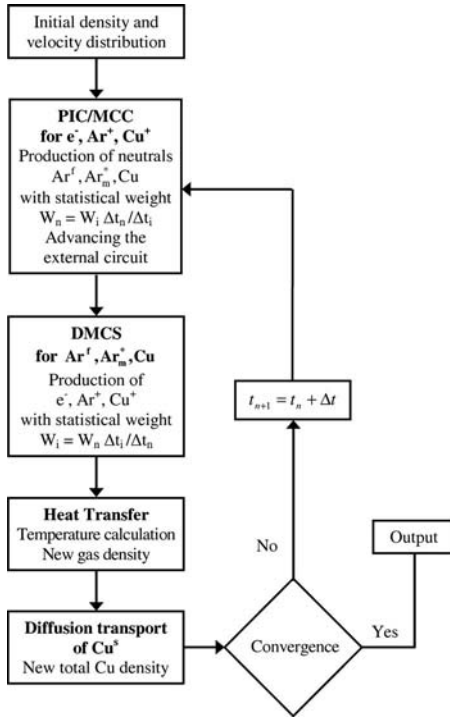 Initial density and
velocity distribution
PIC/MCC
for e⁻, Ar⁺, Cu⁺
Production of neutrals
Arᶠ, Ar*ₘ, Cu
with statistical weight
Wₙ = Wᵢ Δtₙ/Δtᵢ
Advancing the
external circuit
DMCS
for Arᶠ, Ar*ₘ, Cu
Production of
e⁻, Ar⁺, Cu⁺
with statistical weight
Wᵢ = Wₙ Δtᵢ/Δtₙ
Heat Transfer
Temperature calculation
New gas density
Diffusion transport
of Cuˢ
New total Cu density
Convergence
No
tₙ₊₁ = tₙ + Δt
Yes
Output